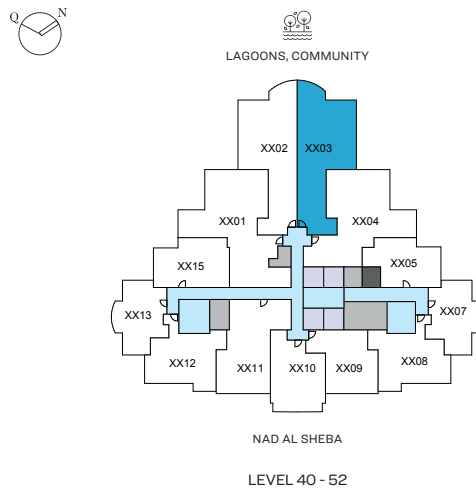 Q N
LAGOONS, COMMUNITY
XX02 XX03
XX01 XX04
XX15 XX05
XX13 XX07
XX12 XX11 XX10 XX09 XX08
NAD AL SHEBA
LEVEL 40 - 52